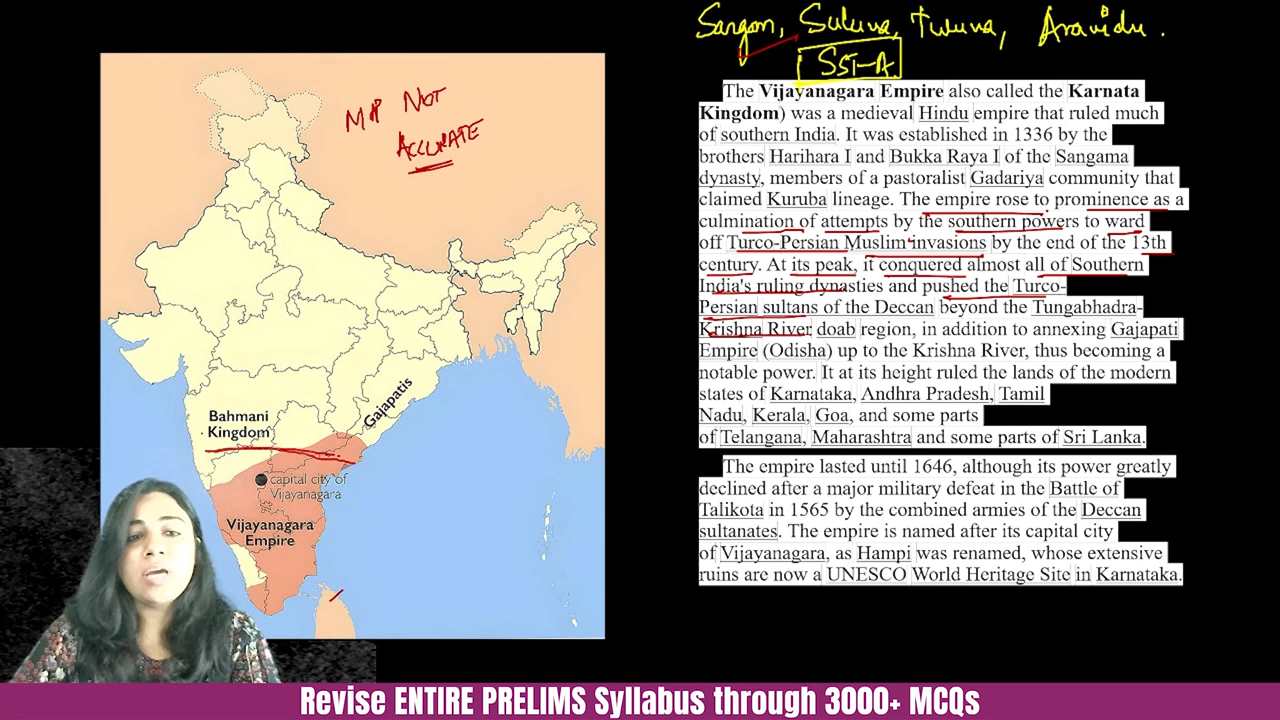 Sangam, Suluva, Tuluva, Aravidu.
SST-A
MAP NOT
ACCURATE
Bahmani
Kingdom
Gajapatis
capital city of
Vijayanagara
Vijayanagara
Empire
The Vijayanagara Empire also called the Karnata
Kingdom) was a medieval Hindu empire that ruled much
of southern India. It was established in 1336 by the
brothers Harihara I and Bukka Raya I of the Sangama
dynasty, members of a pastoralist Gadariya community that
claimed Kuruba lineage. The empire rose to prominence as a
culmination of attempts by the southern powers to ward
off Turco-Persian Muslim invasions by the end of the 13th
century. At its peak, it conquered almost all of Southern
India's ruling dynasties and pushed the Turco-
Persian sultans of the Deccan beyond the Tungabhadra-
Krishna River doab region, in addition to annexing Gajapati
Empire (Odisha) up to the Krishna River, thus becoming a
notable power. It at its height ruled the lands of the modern
states of Karnataka, Andhra Pradesh, Tamil
Nadu, Kerala, Goa, and some parts
of Telangana, Maharashtra and some parts of Sri Lanka.
The empire lasted until 1646, although its power greatly
declined after a major military defeat in the Battle of
Talikota in 1565 by the combined armies of the Deccan
sultanates. The empire is named after its capital city
of Vijayanagara, as Hampi was renamed, whose extensive
ruins are now a UNESCO World Heritage Site in Karnataka.
Revise ENTIRE PRELIMS Syllabus through 3000+ MCQs